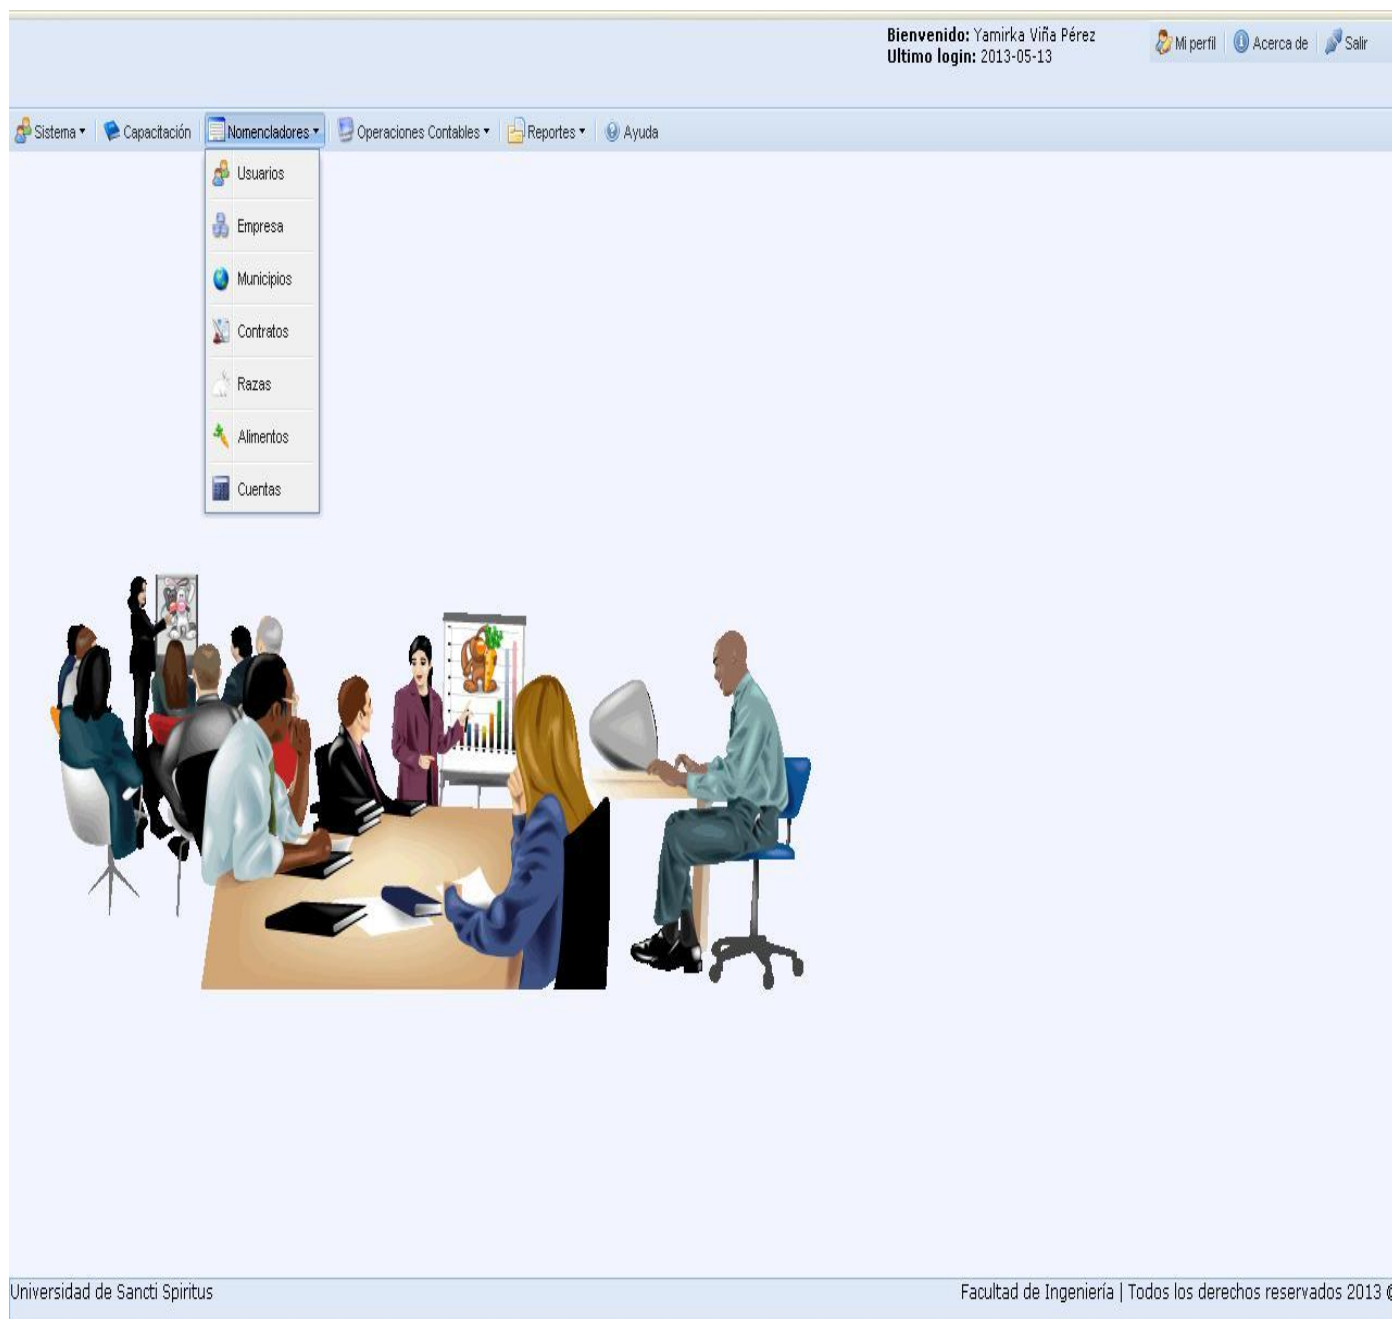 Bienvenido: Yamirka Viña Pérez
Ultimo login: 2013-05-13
Mi perfil Acerca de Salir
Sistema Capacitación Nomencladores Operaciones Contables Reportes Ayuda
Usuarios
Empresa
Municipios
Contratos
Razas
Alimentos
Cuentas
Universidad de Sancti Spiritus
Facultad de Ingeniería | Todos los derechos reservados 2013 ©